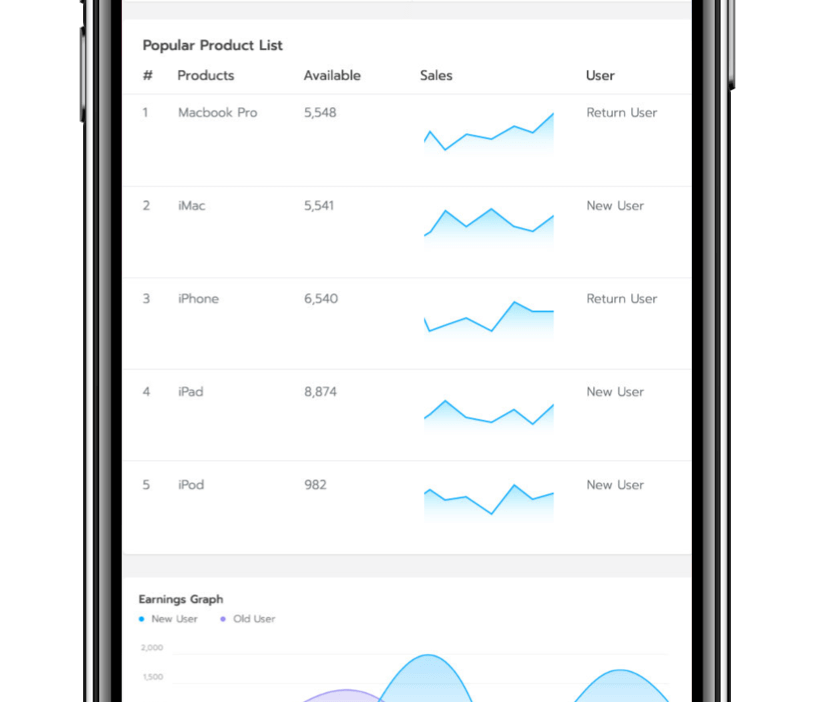 Popular Product List
# Products Available Sales User
1 Macbook Pro 5,548 Return User
2 iMac 5,541 New User
3 iPhone 6,540 Return User
4 iPad 8,874 New User
5 iPod 982 New User
Earnings Graph
New User Old User
2,000
1,500